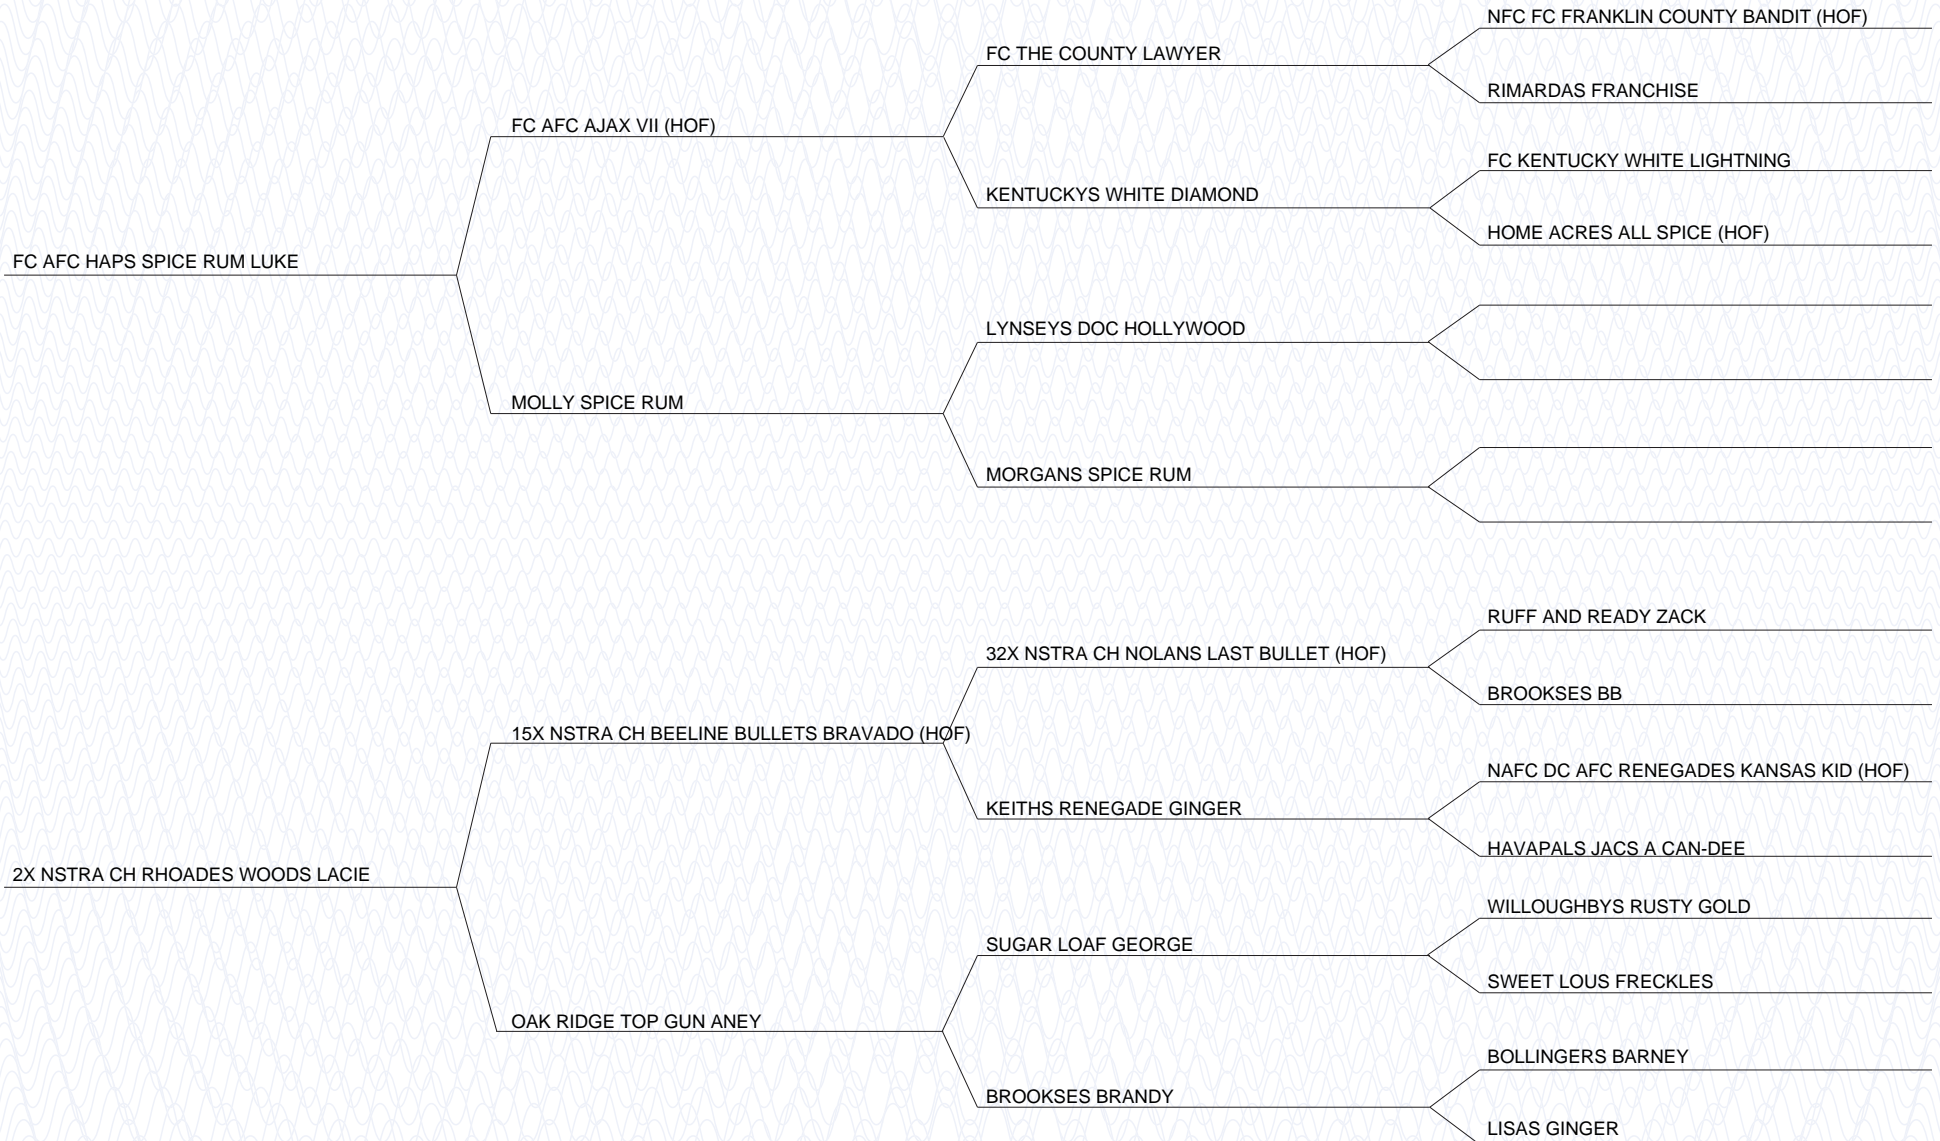 NFC FC FRANKLIN COUNTY BANDIT (HOF)
FC THE COUNTY LAWYER
RIMARDAS FRANCHISE
FC AFC AJAX VII (HOF)
FC KENTUCKY WHITE LIGHTNING
KENTUCKYS WHITE DIAMOND
HOME ACRES ALL SPICE (HOF)
FC AFC HAPS SPICE RUM LUKE
LYNSEYS DOC HOLLYWOOD
MOLLY SPICE RUM
MORGANS SPICE RUM
RUFF AND READY ZACK
32X NSTRA CH NOLANS LAST BULLET (HOF)
BROOKSES BB
15X NSTRA CH BEELINE BULLETS BRAVADO (HOF)
NAFC DC AFC RENEGADES KANSAS KID (HOF)
KEITHS RENEGADE GINGER
HAVAPALS JACS A CAN-DEE
2X NSTRA CH RHOADES WOODS LACIE
WILLOUGHBYS RUSTY GOLD
SUGAR LOAF GEORGE
SWEET LOUS FRECKLES
OAK RIDGE TOP GUN ANEY
BOLLINGERS BARNEY
BROOKSES BRANDY
LISAS GINGER